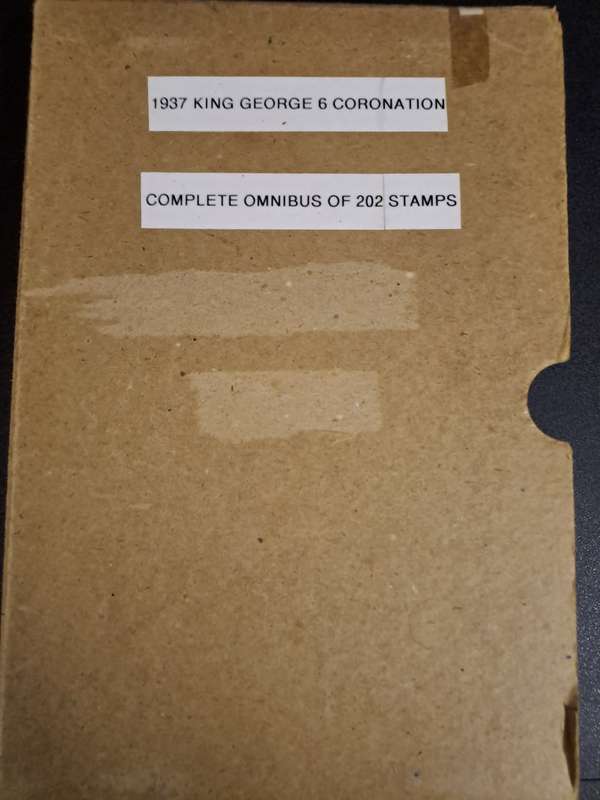 1937 KING GEORGE 6 CORONATION
COMPLETE OMNIBUS OF 202 STAMPS